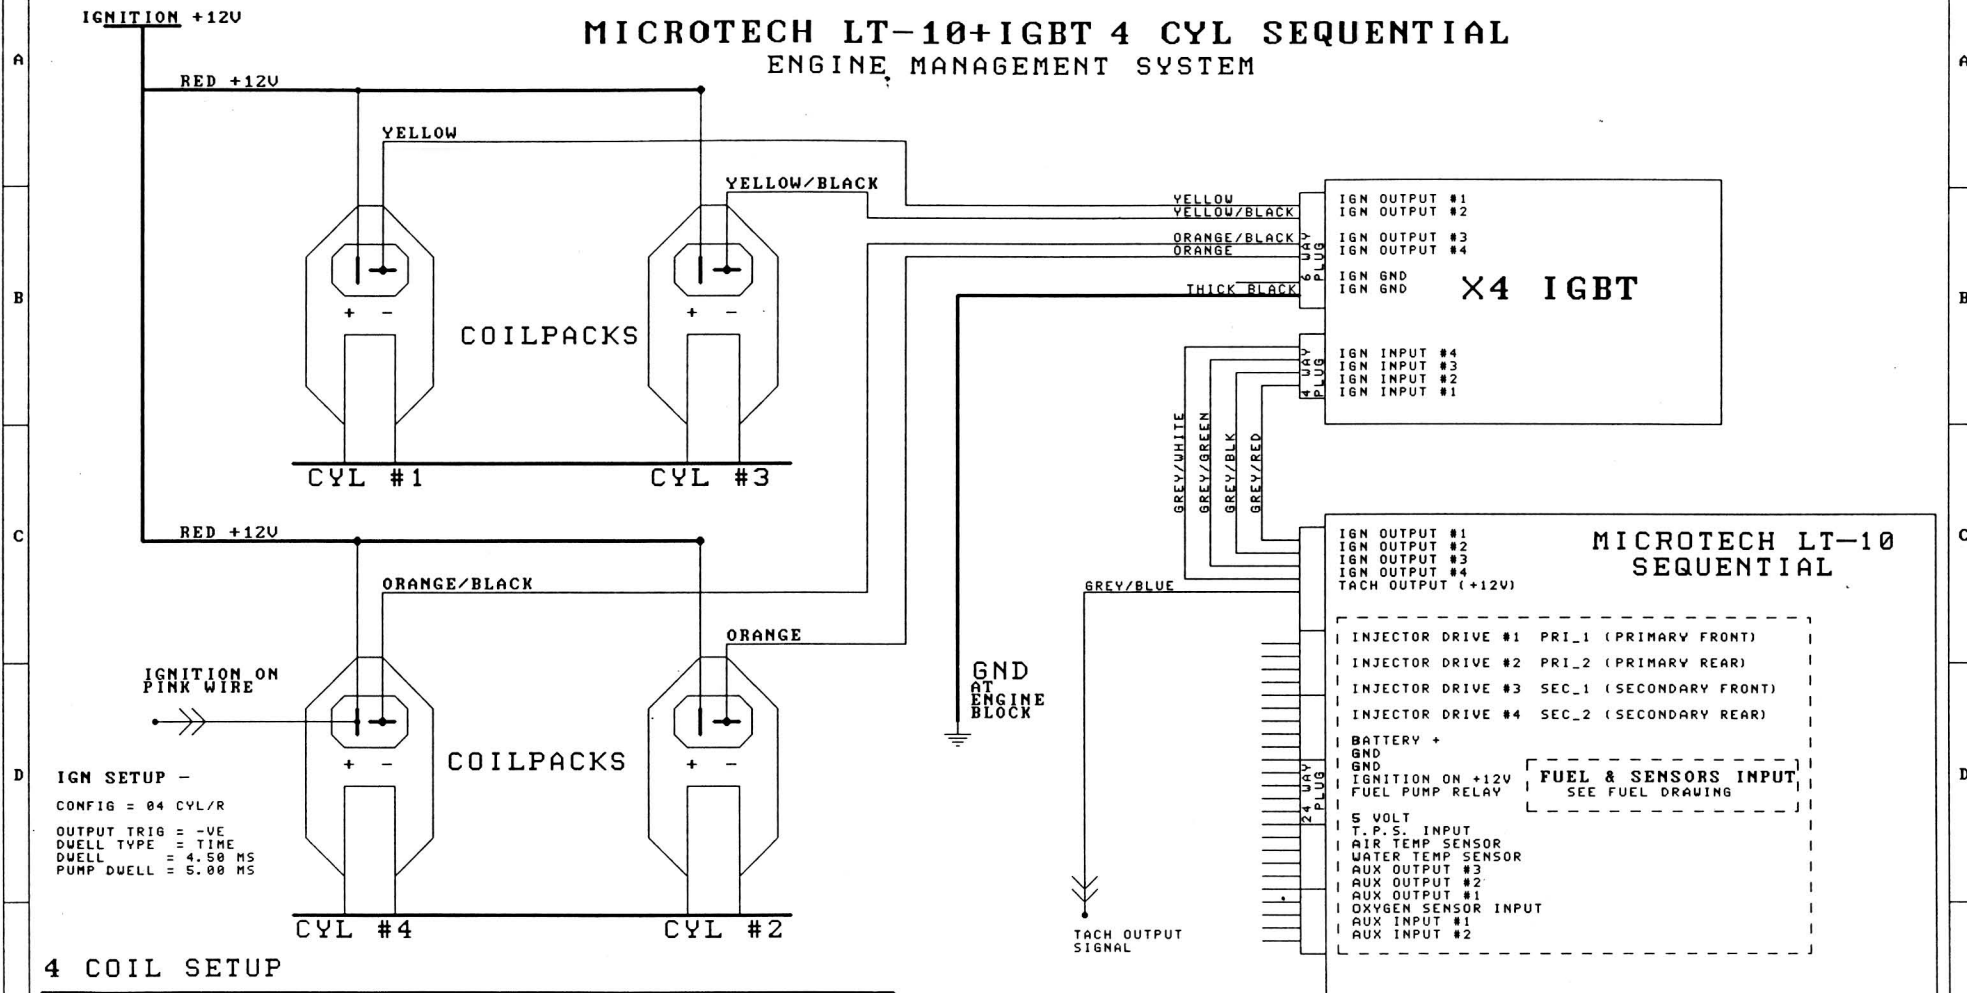 IGNITION +12V
MICROTECH LT-10+IGBT 4 CYL SEQUENTIAL
ENGINE MANAGEMENT SYSTEM
A
A
RED +12V
YELLOW
YELLOW/BLACK
YELLOW
YELLOW/BLACK
ORANGE/BLACK
ORANGE
THICK BLACK
6 WAY
PLUG
IGN OUTPUT #1
IGN OUTPUT #2
IGN OUTPUT #3
IGN OUTPUT #4
IGN GND
IGN GND
X4 IGBT
B
B
+ -
+ -
COILPACKS
4 WAY
PLUG
IGN INPUT #4
IGN INPUT #3
IGN INPUT #2
IGN INPUT #1
GREY/WHITE
GREY/GREEN
GREY/BLK
GREY/RED
CYL #1
CYL #3
C
C
RED +12V
ORANGE/BLACK
ORANGE
GREY/BLUE
IGN OUTPUT #1
IGN OUTPUT #2
IGN OUTPUT #3
IGN OUTPUT #4
TACH OUTPUT (+12V)
MICROTECH LT-10
SEQUENTIAL
INJECTOR DRIVE #1 PRI_1 (PRIMARY FRONT)
INJECTOR DRIVE #2 PRI_2 (PRIMARY REAR)
INJECTOR DRIVE #3 SEC_1 (SECONDARY FRONT)
INJECTOR DRIVE #4 SEC_2 (SECONDARY REAR)
BATTERY +
GND
GND
IGNITION ON +12V
FUEL PUMP RELAY
FUEL & SENSORS INPUT
SEE FUEL DRAWING
24 WAY
PLUG
5 VOLT
T.P.S. INPUT
AIR TEMP SENSOR
WATER TEMP SENSOR
AUX OUTPUT #3
AUX OUTPUT #2
AUX OUTPUT #1
OXYGEN SENSOR INPUT
AUX INPUT #1
AUX INPUT #2
IGNITION ON
PINK WIRE
GND
AT
ENGINE
BLOCK
D
D
+ -
+ -
COILPACKS
IGN SETUP -
CONFIG = 04 CYL/R
OUTPUT TRIG = -VE
DWELL TYPE = TIME
DWELL = 4.50 MS
PUMP DWELL = 5.00 MS
CYL #4
CYL #2
TACH OUTPUT
SIGNAL
4 COIL SETUP